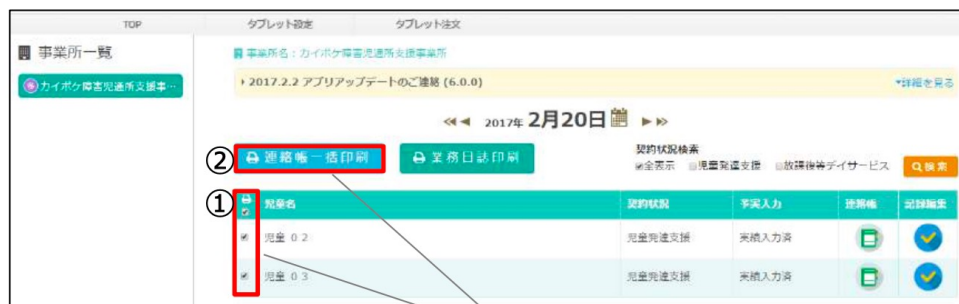 TOP タブレット設定 タブレット注文
事業所一覧
カイポケ障害児通所支援事…
事業所名：カイポケ障害児通所支援事業所
2017.2.2 アプリアップデートのご連絡 (6.0.0)
詳細を見る
2017年 2月20日
② 連絡帳一括印刷
業務日誌印刷
契約状況検索
全表示 児童発達支援 放課後等デイサービス
検索
① 児童名 契約状況 予実入力 連絡帳 記録編集
児童 02 児童発達支援 実績入力済
児童 03 児童発達支援 実績入力済